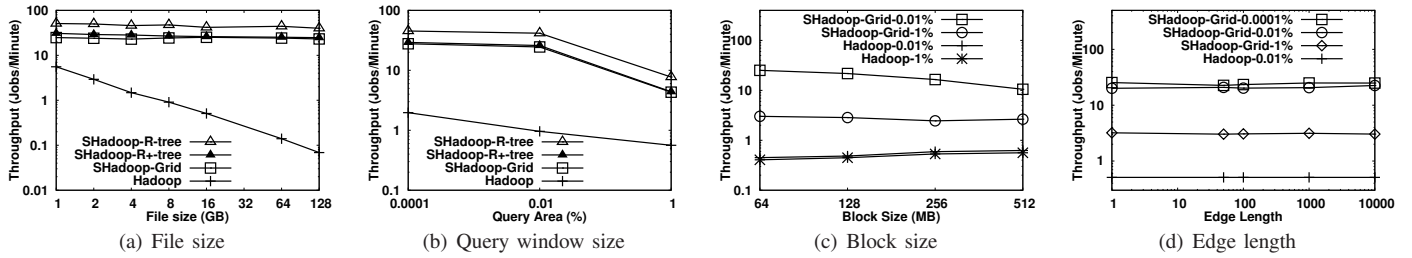 Throughput (Jobs/Minute)
100
10
1
0.1
0.01
SHadoop-R-tree
SHadoop-R+-tree
SHadoop-Grid
Hadoop
1 2 4 8 16 32 64 128
File size (GB)
(a) File size
Throughput (Jobs/Minute)
100
10
1
0.1
SHadoop-R-tree
SHadoop-R+-tree
SHadoop-Grid
Hadoop
0.0001 0.01 1
Query Area (%)
(b) Query window size
Throughput (Jobs/Minute)
SHadoop-Grid-0.01%
SHadoop-Grid-1%
Hadoop-0.01%
Hadoop-1%
100
10
1
0.1
64 128 256 512
Block Size (MB)
(c) Block size
Throughput (Jobs/Minute)
SHadoop-Grid-0.0001%
SHadoop-Grid-0.01%
SHadoop-Grid-1%
Hadoop-0.01%
100
10
1
1 10 100 1000 10000
Edge Length
(d) Edge length